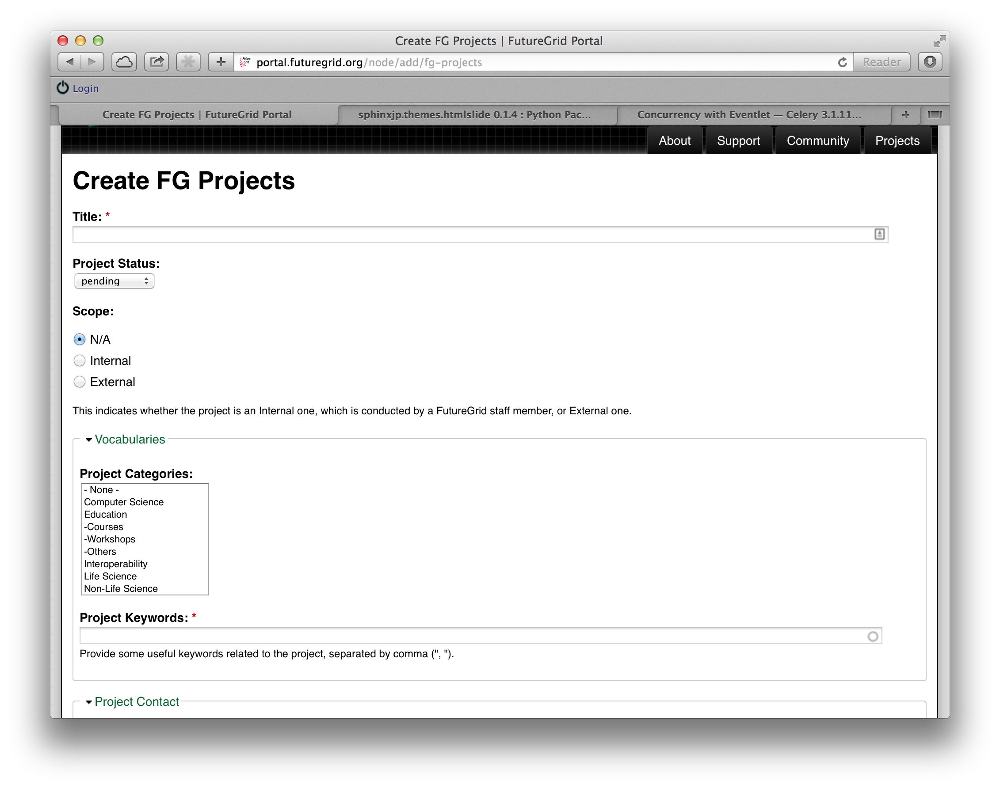 Create FG Projects | FutureGrid Portal
Future Grid portal.futuregrid.org/node/add/fg-projects Reader
Login
Create FG Projects | FutureGrid Portal sphinxjp.themes.htmlslide 0.1.4 : Python Pac... Concurrency with Eventlet — Celery 3.1.11...
About Support Community Projects
Create FG Projects
Title: *
Project Status:
pending
Scope:
N/A
Internal
External
This indicates whether the project is an Internal one, which is conducted by a FutureGrid staff member, or External one.
Vocabularies
Project Categories:
- None -
Computer Science
Education
-Courses
-Workshops
-Others
Interoperability
Life Science
Non-Life Science
Project Keywords: *
Provide some useful keywords related to the project, separated by comma (", ").
Project Contact